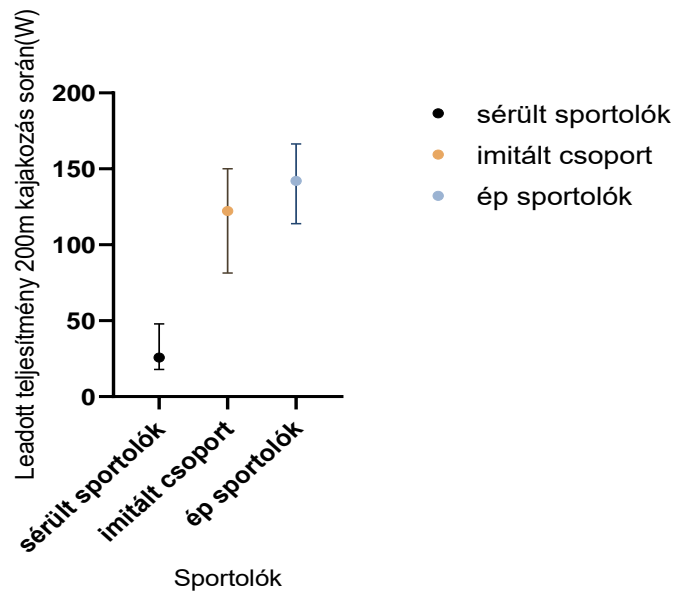 Leadott teljesítmény 200m kajakozás során(W)
200
150
100
50
0
sérült sportolók
imitált csoport
ép sportolók
Sportolók
sérült sportolók
imitált csoport
ép sportolók